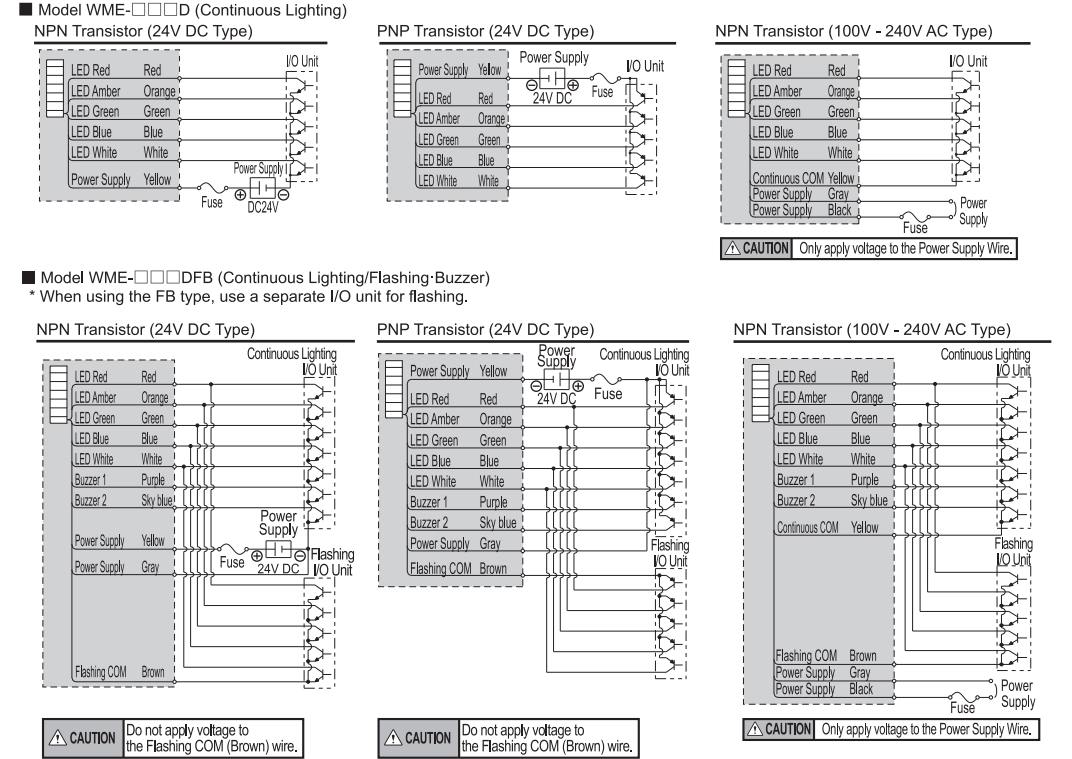 ■ Model WME-□□□D (Continuous Lighting)
NPN Transistor (24V DC Type)
I/O Unit
LED Red Red
LED Amber Orange
LED Green Green
LED Blue Blue
LED White White
Power Supply
Power Supply Yellow
Fuse
⊕ ⊖
DC24V
PNP Transistor (24V DC Type)
Power Supply
I/O Unit
Power Supply Yellow
⊖ ⊕
24V DC
Fuse
LED Red Red
LED Amber Orange
LED Green Green
LED Blue Blue
LED White White
NPN Transistor (100V - 240V AC Type)
I/O Unit
LED Red Red
LED Amber Orange
LED Green Green
LED Blue Blue
LED White White
Continuous COM Yellow
Power Supply Gray
Power Supply Black
Power
Supply
Fuse
⚠ CAUTION Only apply voltage to the Power Supply Wire.
■ Model WME-□□□DFB (Continuous Lighting/Flashing·Buzzer)
* When using the FB type, use a separate I/O unit for flashing.
NPN Transistor (24V DC Type)
Continuous Lighting
I/O Unit
LED Red Red
LED Amber Orange
LED Green Green
LED Blue Blue
LED White White
Buzzer 1 Purple
Buzzer 2 Sky blue
Power
Supply
Power Supply Yellow
Fuse
⊕ ⊖
24V DC
Flashing
I/O Unit
Power Supply Gray
Flashing COM Brown
⚠ CAUTION Do not apply voltage to
the Flashing COM (Brown) wire.
PNP Transistor (24V DC Type)
Power
Supply
Continuous Lighting
I/O Unit
Power Supply Yellow
⊖ ⊕
24V DC
Fuse
LED Red Red
LED Amber Orange
LED Green Green
LED Blue Blue
LED White White
Buzzer 1 Purple
Buzzer 2 Sky blue
Power Supply Gray
Flashing
I/O Unit
Flashing COM Brown
⚠ CAUTION Do not apply voltage to
the Flashing COM (Brown) wire.
NPN Transistor (100V - 240V AC Type)
Continuous Lighting
I/O Unit
LED Red Red
LED Amber Orange
LED Green Green
LED Blue Blue
LED White White
Buzzer 1 Purple
Buzzer 2 Sky blue
Continuous COM Yellow
Flashing
I/O Unit
Flashing COM Brown
Power Supply Gray
Power Supply Black
Power
Supply
Fuse
⚠ CAUTION Only apply voltage to the Power Supply Wire.